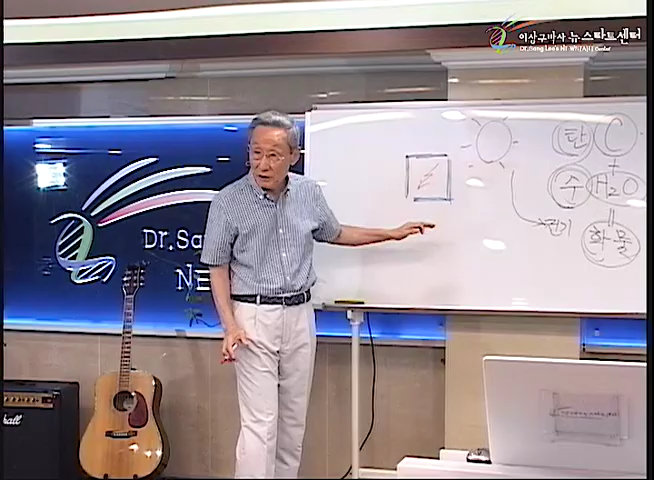 이상구박사 뉴스타트센터
Dr.Sang Lee's NEWSTART Center
탄 C
+
수 H2O
=
화물
전기
Dr.Sa
NE
Marshall